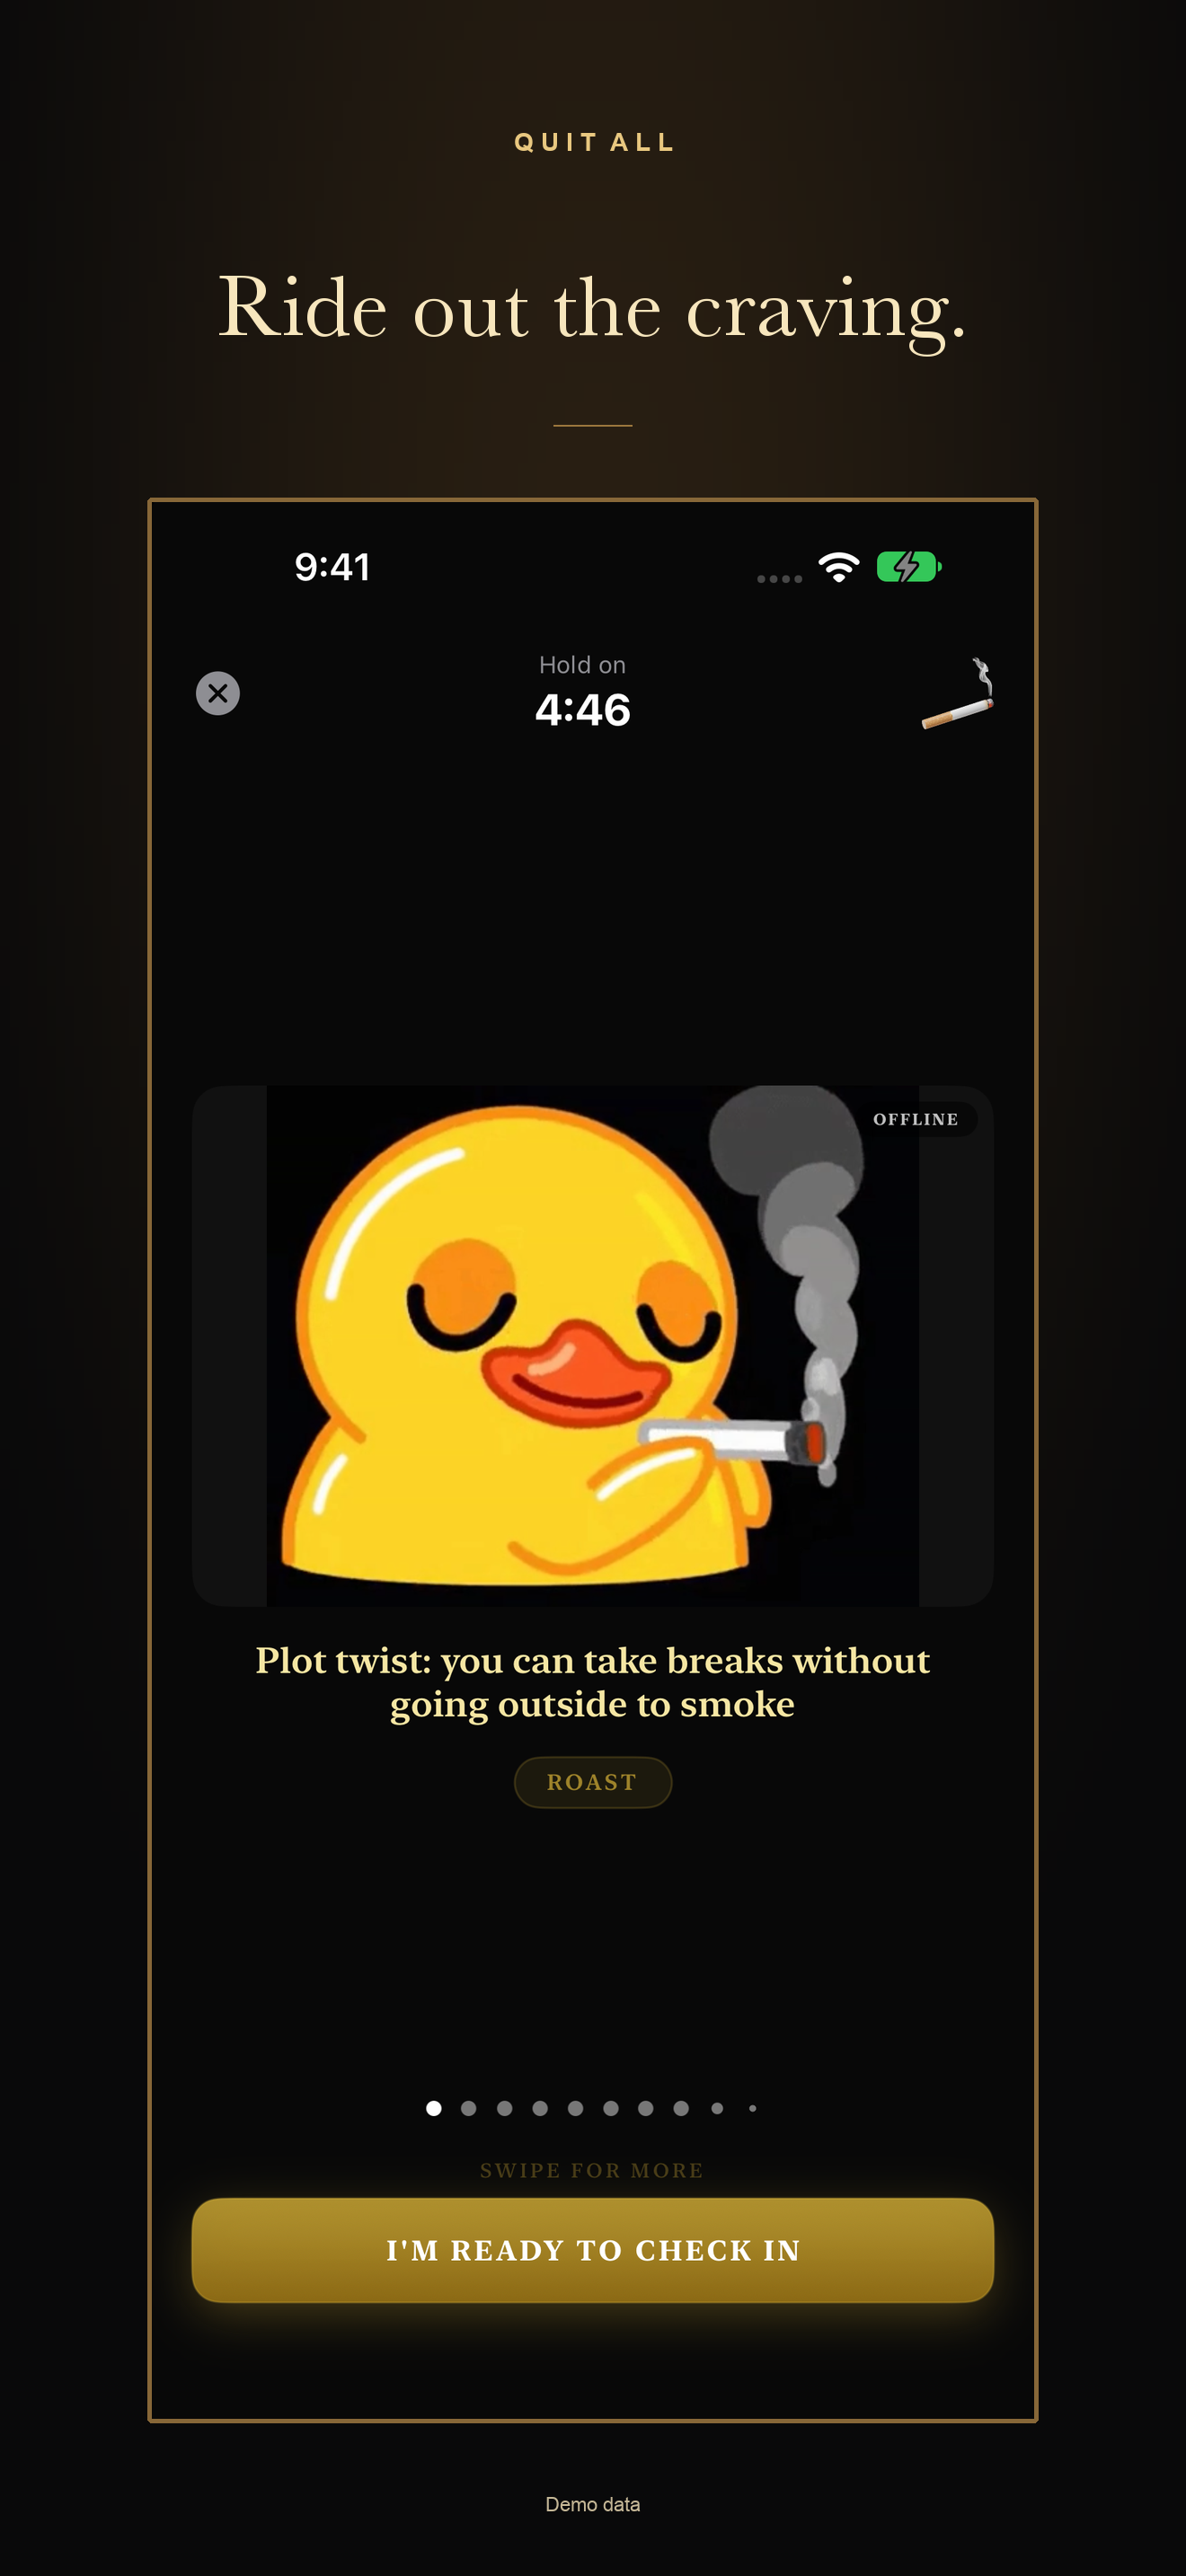 QUIT ALL
Ride out the craving.
9:41
Hold on
4:46
OFFLINE
Plot twist: you can take breaks without
going outside to smoke
ROAST
SWIPE FOR MORE
I'M READY TO CHECK IN
Demo data